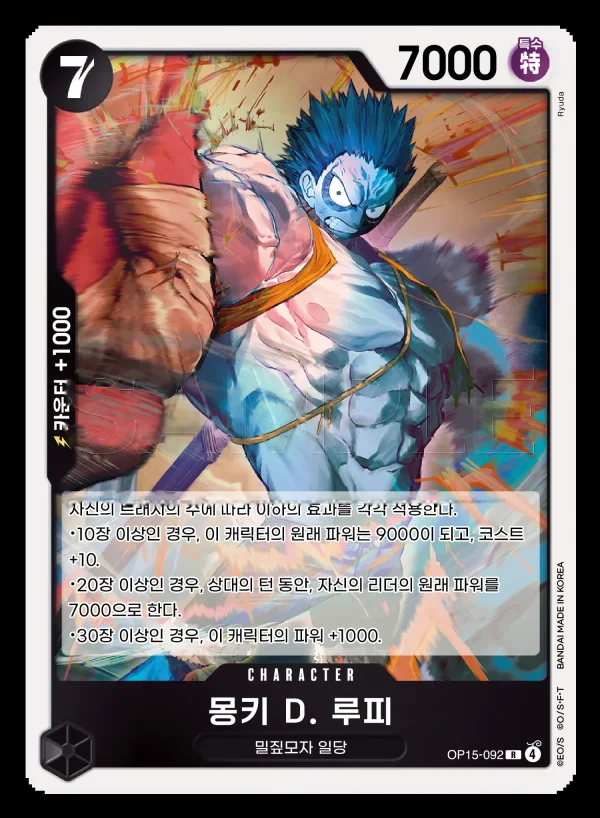 7
7000
특수
特
Ryuda
카운터 +1000
SAMPLE
자신의 트래시의 수에 따라 이하의 효과를 각각 적용한다.
•10장 이상인 경우, 이 캐릭터의 원래 파워는 9000이 되고, 코스트
+10.
•20장 이상인 경우, 상대의 턴 동안, 자신의 리더의 원래 파워를
7000으로 한다.
•30장 이상인 경우, 이 캐릭터의 파워 +1000.
CHARACTER
몽키 D. 루피
밀짚모자 일당
OP15-092 R 4
©EO/S ©O/S·F·T BANDAI MADE IN KOREA